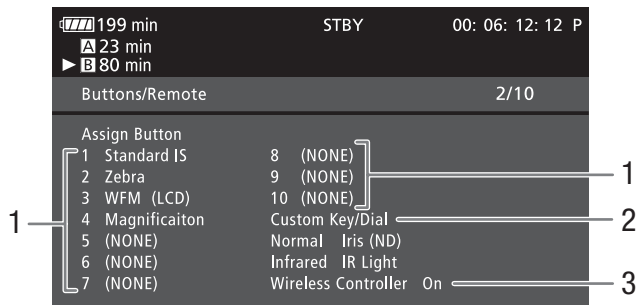 199 min STBY 00: 06: 12: 12 P
A 23 min
B 80 min
Buttons/Remote 2/10
Assign Button
1 Standard IS 8 (NONE)
2 Zebra 9 (NONE)
3 WFM (LCD) 10 (NONE)
4 Magnificaiton Custom Key/Dial
5 (NONE) Normal Iris (ND)
6 (NONE) Infrared IR Light
7 (NONE) Wireless Controller On
1
1
2
3